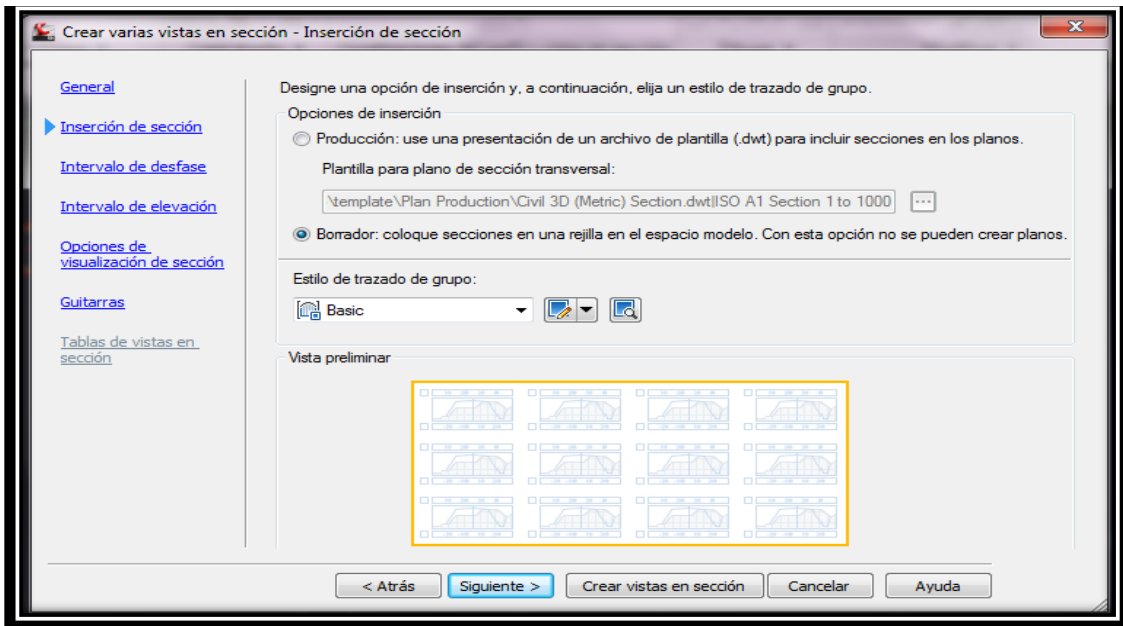 Crear varias vistas en sección - Inserción de sección
General
Inserción de sección
Intervalo de desfase
Intervalo de elevación
Opciones de
visualización de sección
Guitarras
Tablas de vistas en
sección
Designe una opción de inserción y, a continuación, elija un estilo de trazado de grupo.
Opciones de inserción
Producción: use una presentación de un archivo de plantilla (.dwt) para incluir secciones en los planos.
Plantilla para plano de sección transversal:
\template\Plan Production\Civil 3D (Metric) Section.dwt|ISO A1 Section 1 to 1000
...
Borrador: coloque secciones en una rejilla en el espacio modelo. Con esta opción no se pueden crear planos.
Estilo de trazado de grupo:
Basic
Vista preliminar
< Atrás
Siguiente >
Crear vistas en sección
Cancelar
Ayuda